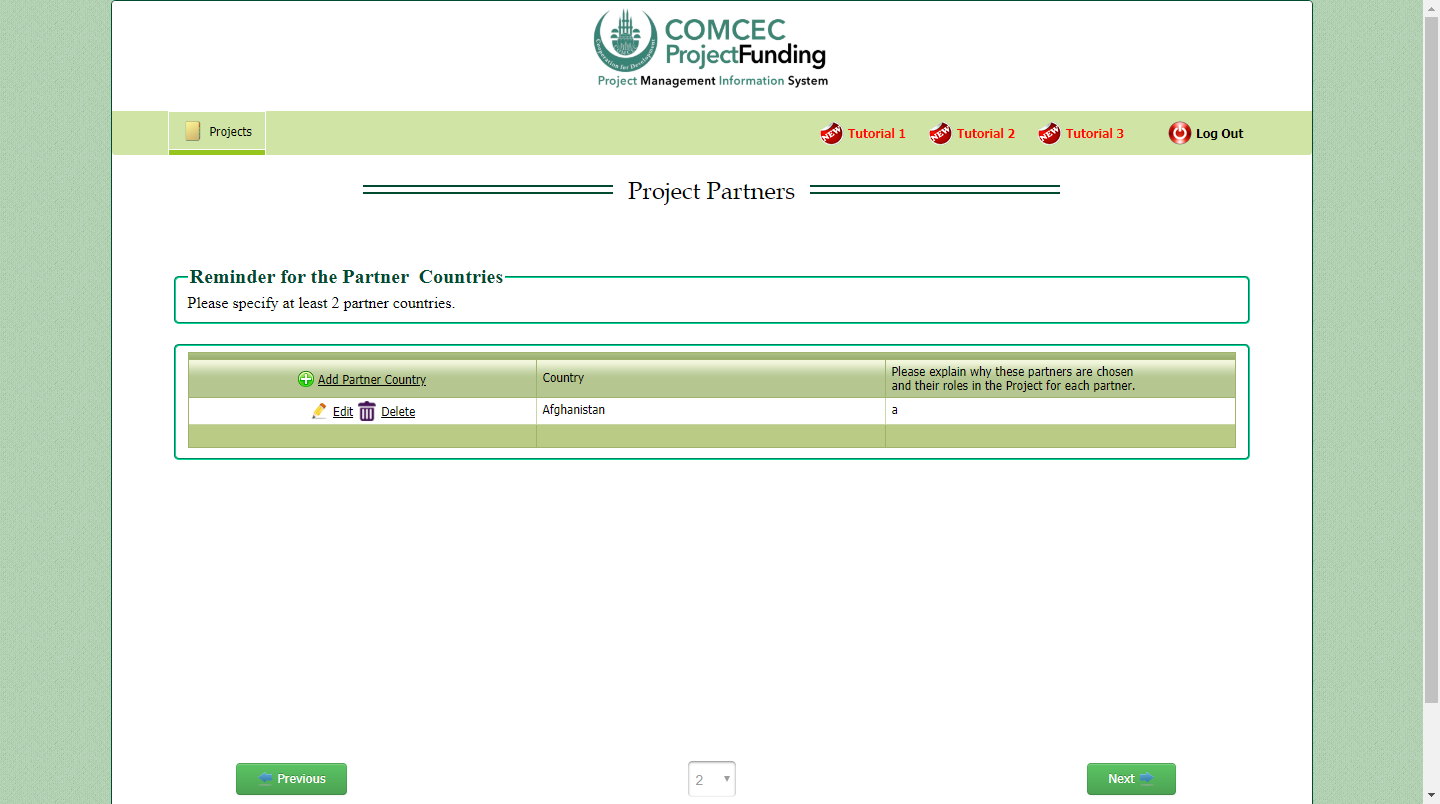 COMCEC
ProjectFunding
Cooperation for Development
Project Management Information System
Projects
NEW Tutorial 1
NEW Tutorial 2
NEW Tutorial 3
Log Out
Project Partners
Reminder for the Partner Countries
Please specify at least 2 partner countries.
Add Partner Country
Country
Please explain why these partners are chosen
and their roles in the Project for each partner.
Edit Delete
Afghanistan
a
Previous
2
Next